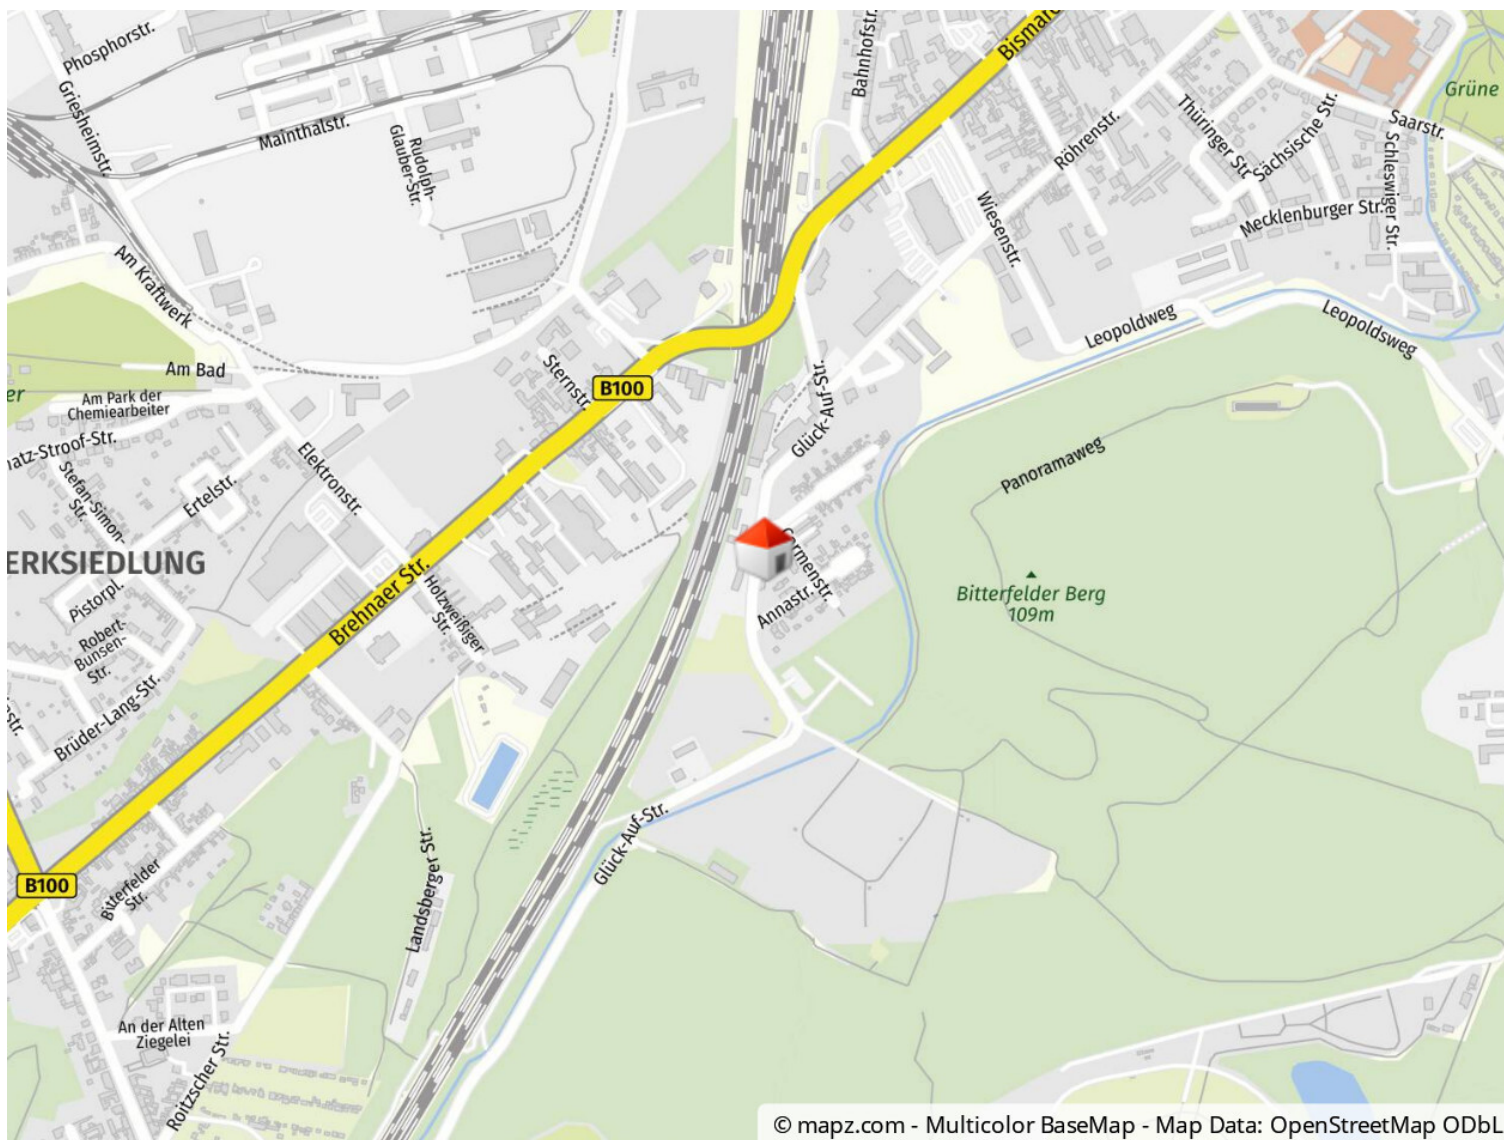 Phosphorstr.
Griesheimstr.
Mainthalstr.
Rudolph-
Glauber-Str.
Bahnhofstr.
Röhrenstr.
Thüringer Str.
Sächsische Str.
Saarstr.
Schleswiger Str.
Grüne
Mecklenburger Str.
Wiesenstr.
Am Kraftwerk
Leopoldweg
Leopoldsweg
Am Bad
Am Park der
Chemiearbeiter
Sternstr.
B100
Glück-Auf-Str.
Elektronstr.
Ertelstr.
Stefan-Simon-
Str.
Panoramaweg
ERKSIEDLUNG
Pistorpl.
Brehnaer Str.
Holzweißiger
Str.
Annastr.
Bitterfelder Berg
109m
Robert-
Bunsen-
Str.
Brüder-Lang-Str.
Landsberger Str.
Glück-Auf-Str.
B100
Bitterfelder
Str.
An der Alten
Ziegelei
Roitzscher Str.
© mapz.com - Multicolor BaseMap - Map Data: OpenStreetMap ODbL